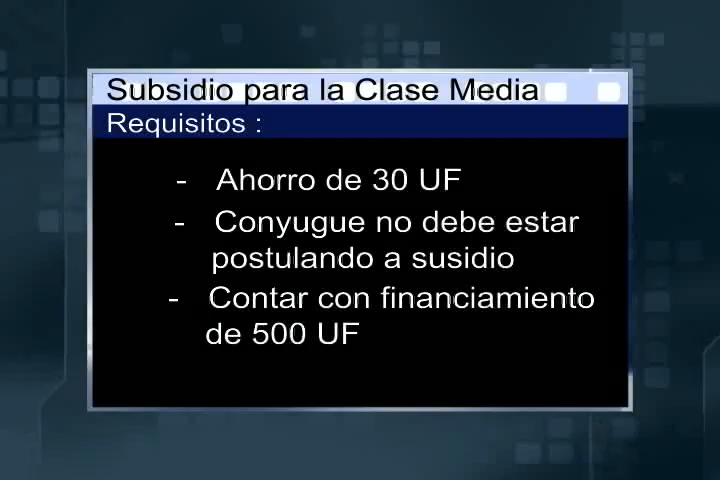 Subsidio para la Clase Media
Requisitos :
- Ahorro de 30 UF
- Conyugue no debe estar
postulando a susidio
- Contar con financiamiento
de 500 UF